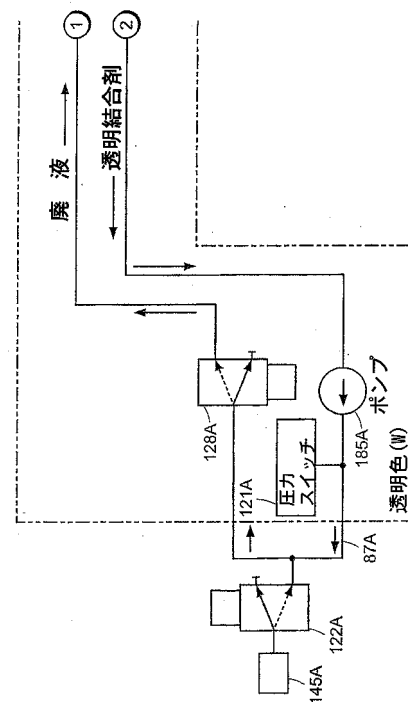 1
2
廃 液
透明結合剤
128A
121A
圧力
スイッチ
ポンプ
185A
透明色 (W)
87A
122A
145A